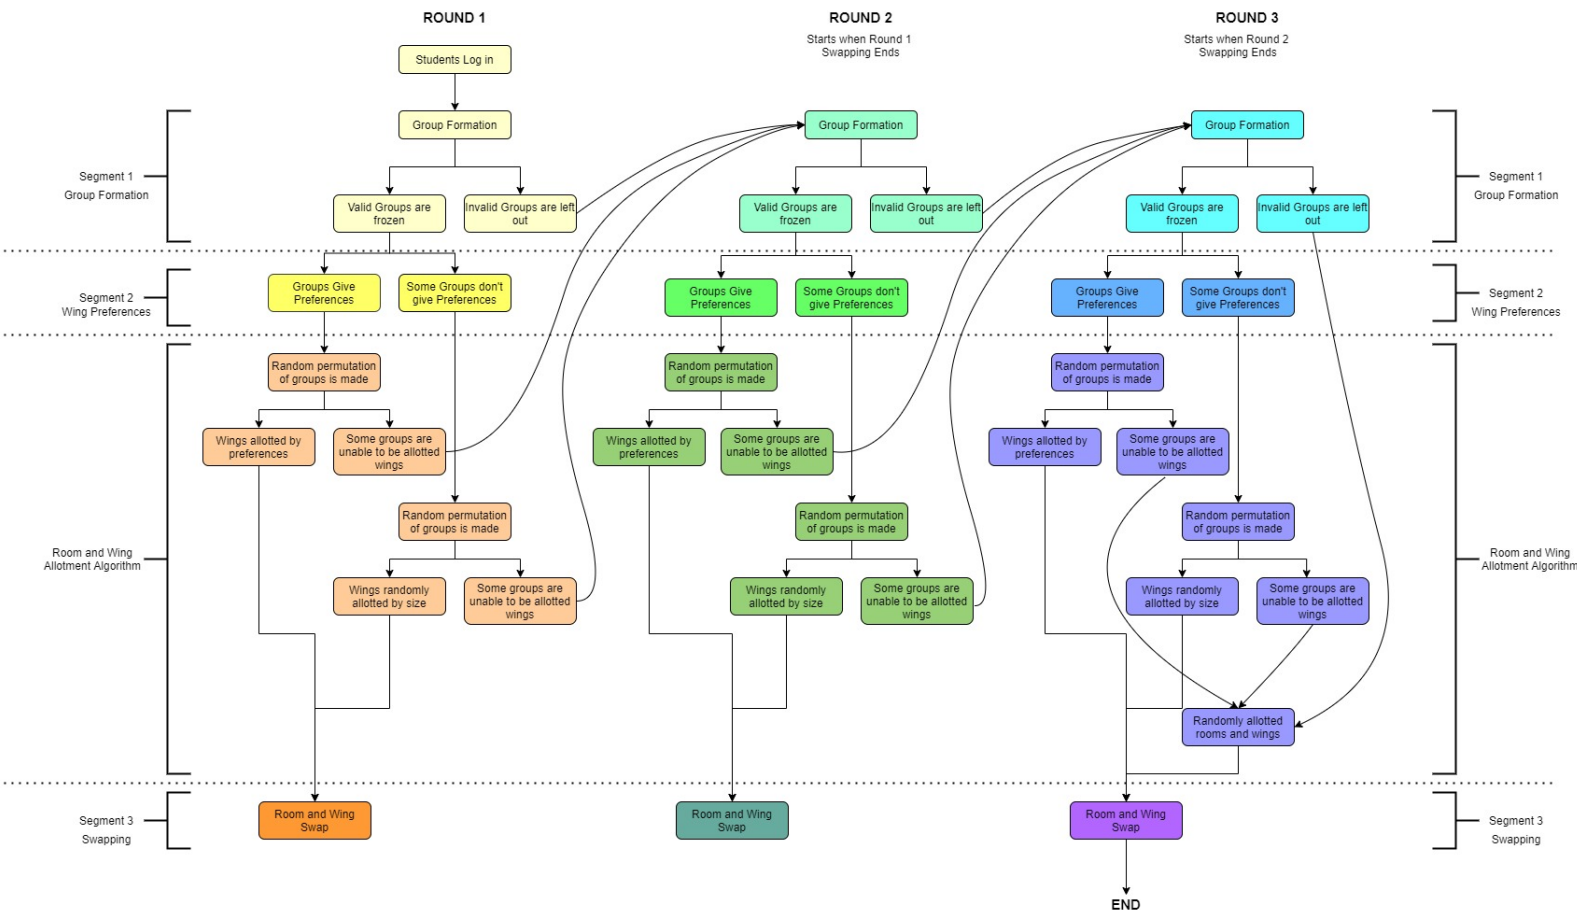 ROUND 1
ROUND 2
ROUND 3
Starts when Round 1
Swapping Ends
Starts when Round 2
Swapping Ends
Students Log in
Group Formation
Group Formation
Group Formation
Segment 1
Group Formation
Valid Groups are
frozen
Invalid Groups are left
out
Valid Groups are
frozen
Invalid Groups are left
out
Valid Groups are
frozen
Invalid Groups are left
out
Segment 1
Group Formation
Segment 2
Wing Preferences
Groups Give
Preferences
Some Groups don't
give Preferences
Groups Give
Preferences
Some Groups don't
give Preferences
Groups Give
Preferences
Some Groups don't
give Preferences
Segment 2
Wing Preferences
Random permutation
of groups is made
Random permutation
of groups is made
Random permutation
of groups is made
Wings allotted by
preferences
Some groups are
unable to be allotted
wings
Wings allotted by
preferences
Some groups are
unable to be allotted
wings
Wings allotted by
preferences
Some groups are
unable to be allotted
wings
Random permutation
of groups is made
Random permutation
of groups is made
Random permutation
of groups is made
Room and Wing
Allotment Algorithm
Room and Wing
Allotment Algorithm
Wings randomly
allotted by size
Some groups are
unable to be allotted
wings
Wings randomly
allotted by size
Some groups are
unable to be allotted
wings
Wings randomly
allotted by size
Some groups are
unable to be allotted
wings
Randomly allotted
rooms and wings
Segment 3
Swapping
Room and Wing
Swap
Room and Wing
Swap
Room and Wing
Swap
Segment 3
Swapping
END